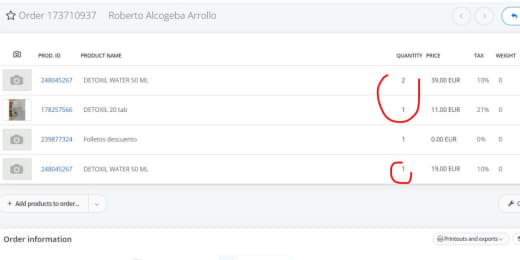 Order 173710937 Roberto Alcogeba Arrollo
PROD. ID PRODUCT NAME QUANTITY PRICE TAX WEIGHT
248045267 DETOXIL WATER 50 ML 2 39.00 EUR 10% 0
178257566 DETOXIL 20 tab 1 11.00 EUR 21% 0
239877324 Folletos descuento 1 0.00 EUR 0% 0
248045267 DETOXIL WATER 50 ML 1 19.00 EUR 10% 0
+ Add products to order...
Order information Printouts and exports